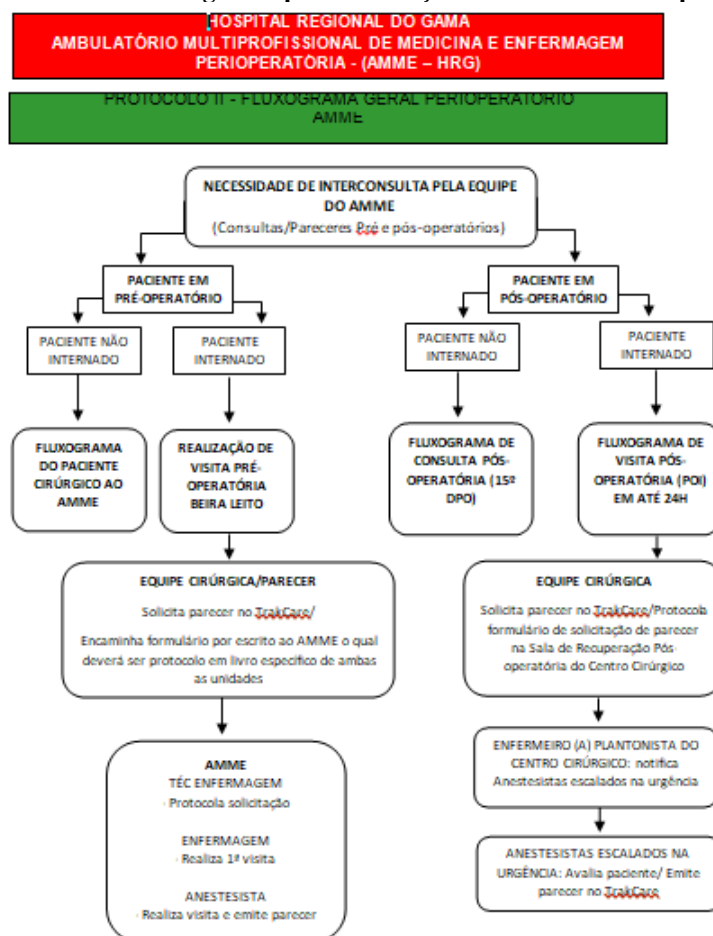 HOSPITAL REGIONAL DO GAMA
AMBULATÓRIO MULTIPROFISSIONAL DE MEDICINA E ENFERMAGEM
PERIOPERATÓRIA - (AMME – HRG)
PROTOCOLO II - FLUXOGRAMA GERAL PERIOPERATÓRIO
AMME
NECESSIDADE DE INTERCONSULTA PELA EQUIPE
DO AMME
(Consultas/Pareceres Pré e pós-operatórios)
PACIENTE EM
PRÉ-OPERATÓRIO
PACIENTE EM
PÓS-OPERATÓRIO
PACIENTE NÃO
INTERNADO
PACIENTE
INTERNADO
PACIENTE NÃO
INTERNADO
PACIENTE
INTERNADO
FLUXOGRAMA
DO PACIENTE
CIRÚRGICO AO
AMME
REALIZAÇÃO DE
VISITA PRÉ-
OPERATÓRIA
BEIRA LEITO
FLUXOGRAMA DE
CONSULTA PÓS-
OPERATÓRIA (15º
DPO)
FLUXOGRAMA DE
VISITA PÓS-
OPERATÓRIA (POI)
EM ATÉ 24H
EQUIPE CIRÚRGICA/PARECER
Solicita parecer no TrakCare/
Encaminha formulário por escrito ao AMME o qual
deverá ser protocolo em livro específico de ambas
as unidades
EQUIPE CIRÚRGICA
Solicita parecer no TrakCare/Protocola
formulário de solicitação de parecer
na Sala de Recuperação Pós-
operatória do Centro Cirúrgico
AMME
TÉC ENFERMAGEM
· Protocola solicitação
ENFERMAGEM
· Realiza 1ª visita
ANESTESISTA
· Realiza visita e emite parecer
ENFERMEIRO (A) PLANTONISTA DO
CENTRO CIRÚRGICO: notifica
Anestesistas escalados na urgência
ANESTESISTAS ESCALADOS NA
URGÊNCIA: Avalia paciente/ Emite
parecer no TrakCare